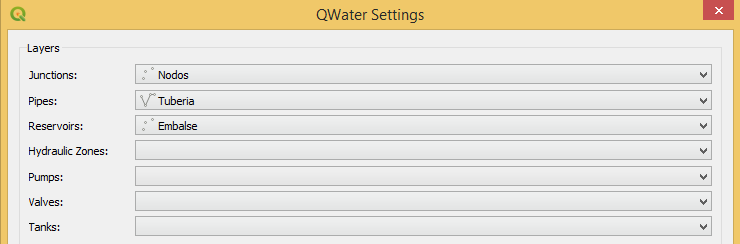 QWater Settings
Layers
Junctions: Nodos
Pipes: Tuberia
Reservoirs: Embalse
Hydraulic Zones:
Pumps:
Valves:
Tanks: